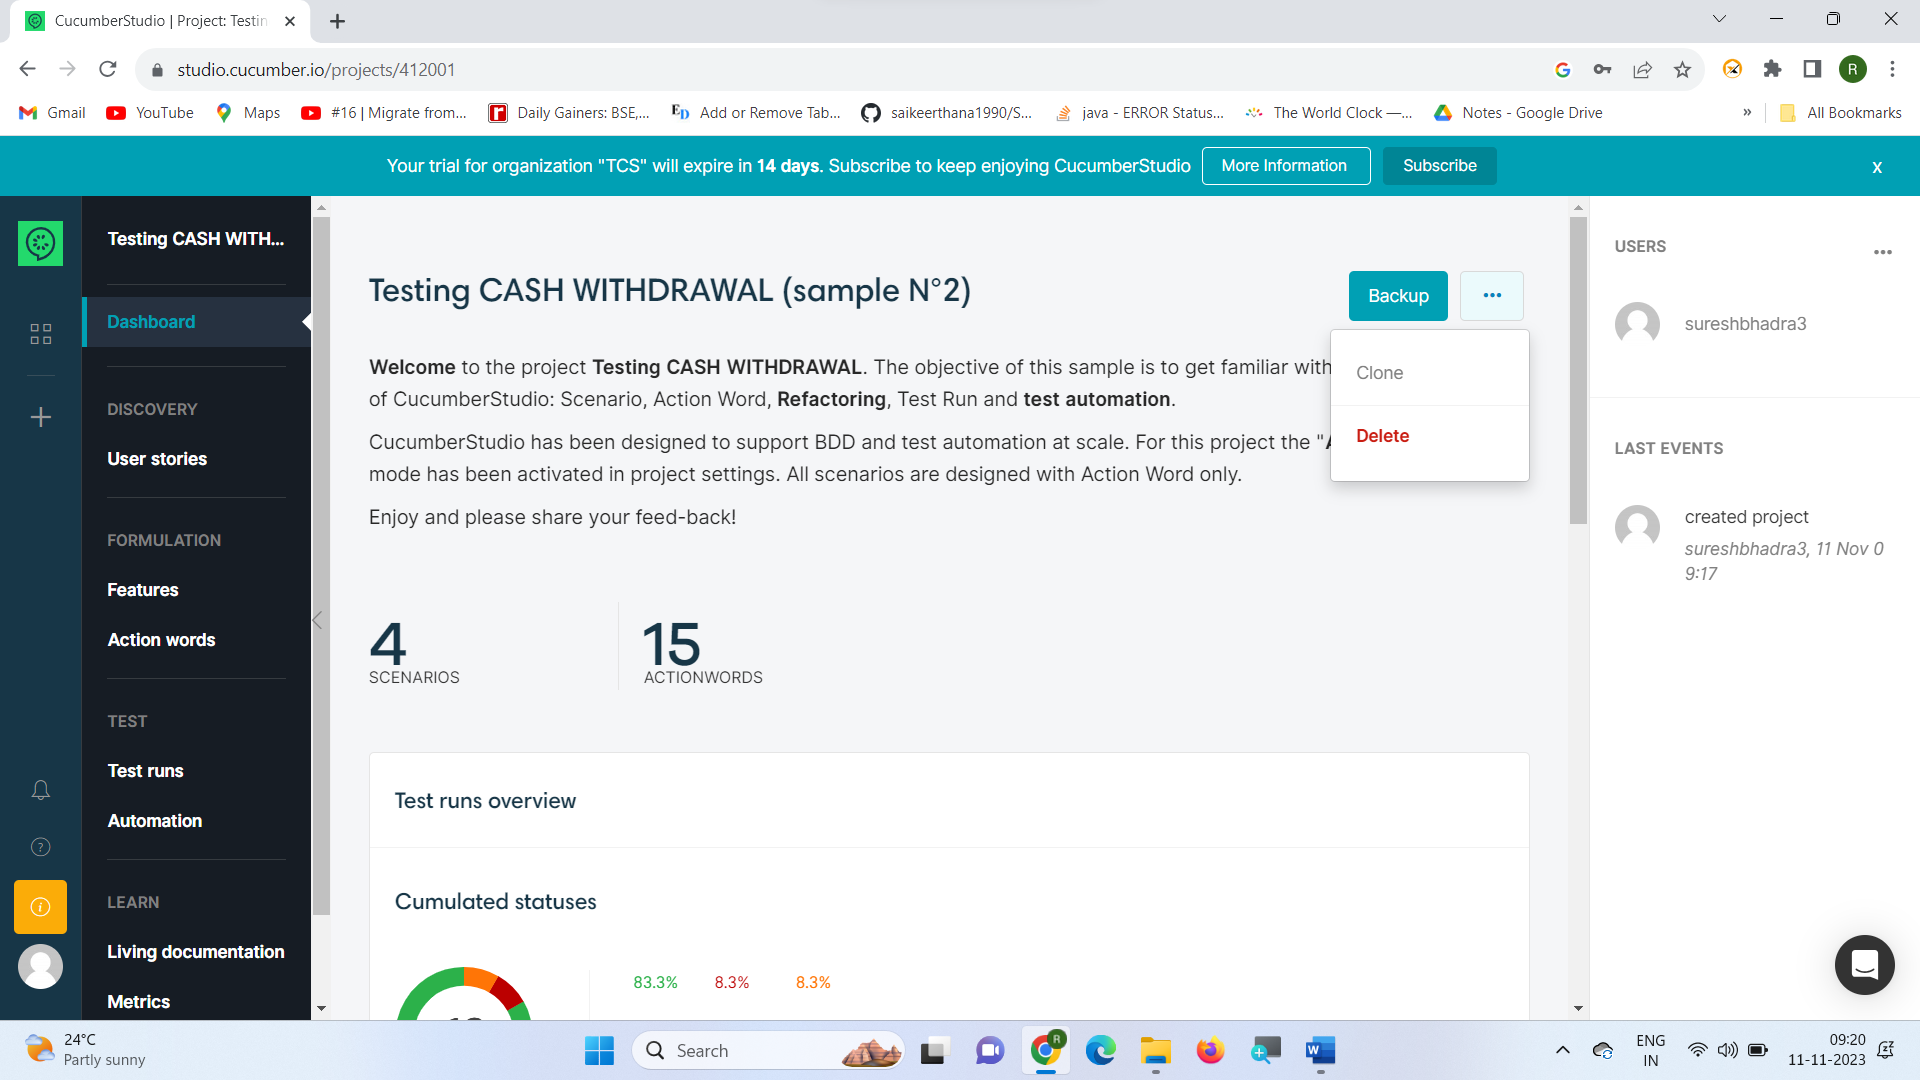 CucumberStudio | Project: Testin
studio.cucumber.io/projects/412001
R
Gmail
YouTube
Maps
#16 | Migrate from...
Daily Gainers: BSE,...
Add or Remove Tab...
saikeerthana1990/S...
java - ERROR Status...
The World Clock —...
Notes - Google Drive
»
All Bookmarks
Your trial for organization "TCS" will expire in 14 days. Subscribe to keep enjoying CucumberStudio
More Information
Subscribe
x
Testing CASH WITH...
Dashboard
DISCOVERY
User stories
FORMULATION
Features
Action words
TEST
Test runs
Automation
LEARN
Living documentation
Metrics
Testing CASH WITHDRAWAL (sample N°2)
Backup
...
Clone
Delete
Welcome to the project Testing CASH WITHDRAWAL. The objective of this sample is to get familiar with
of CucumberStudio: Scenario, Action Word, Refactoring, Test Run and test automation.
CucumberStudio has been designed to support BDD and test automation at scale. For this project the "
mode has been activated in project settings. All scenarios are designed with Action Word only.
Enjoy and please share your feed-back!
4
SCENARIOS
15
ACTIONWORDS
Test runs overview
Cumulated statuses
83.3%
8.3%
8.3%
USERS
...
sureshbhadra3
LAST EVENTS
created project
sureshbhadra3, 11 Nov 0
9:17
24°C
Partly sunny
Search
ENG
IN
09:20
11-11-2023